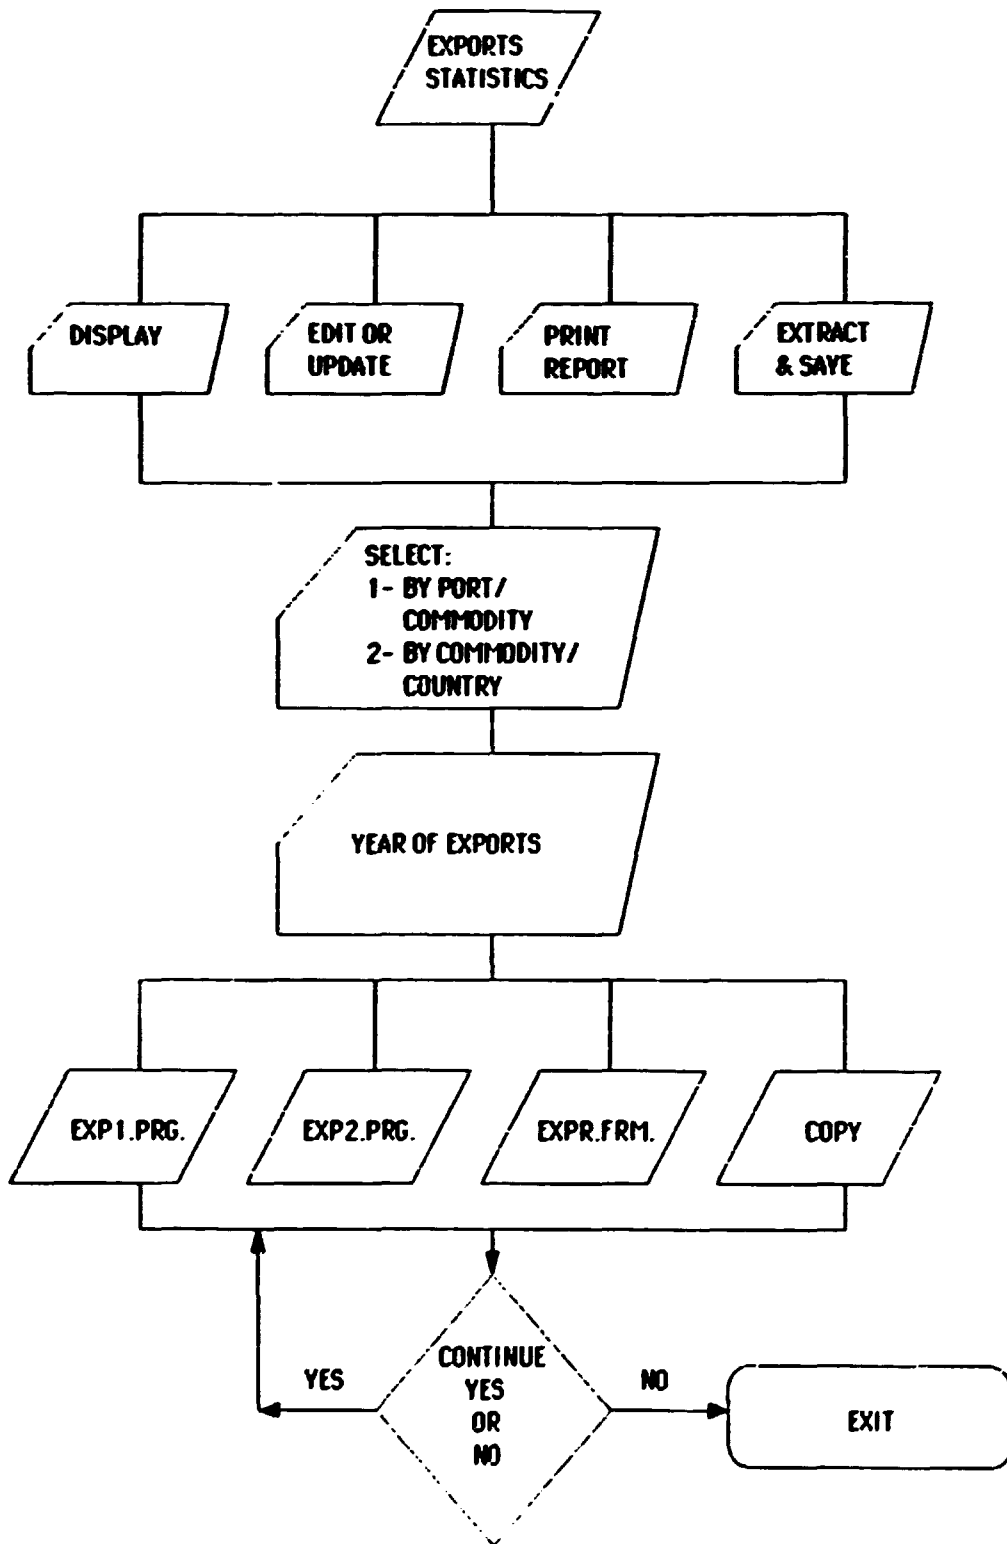 EXPORTS
STATISTICS
DISPLAY
EDIT OR
UPDATE
PRINT
REPORT
EXTRACT
& SAVE
SELECT:
1- BY PORT/
COMMODITY
2- BY COMMODITY/
COUNTRY
YEAR OF EXPORTS
EXP1.PRG.
EXP2.PRG.
EXPR.FRM.
COPY
CONTINUE
YES
OR
NO
YES
NO
EXIT